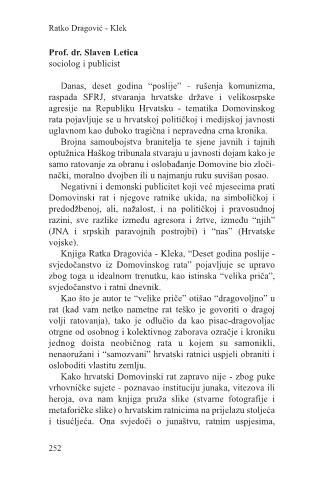 Ratko Dragović - Klek
Prof. dr. Slaven Letica
sociolog i publicist
Danas, deset godina “poslije” - rušenja komunizma,
raspada SFRJ, stvaranja hrvatske države i velikosrpske
agresije na Republiku Hrvatsku - tematika Domovinskog
rata pojavljuje se u hrvatskoj političkoj i medijskoj javnosti
uglavnom kao duboko tragična i nepravedna crna kronika.
Brojna samoubojstva branitelja te sjene javnih i tajnih
optužnica Haškog tribunala stvaraju u javnosti dojam kako je
samo ratovanje za obranu i oslobađanje Domovine bio zloči-
nački, moralno dvojben ili u najmanju ruku suvišan posao.
Negativni i demonski publicitet koji već mjesecima prati
Domovinski rat i njegove ratnike ukida, na simboličkoj i
predodžbenoj, ali, nažalost, i na političkoj i pravosudnoj
razini, sve razlike između agresora i žrtve, između “njih”
(JNA i srpskih paravojnih postrojbi) i “nas” (Hrvatske
vojske).
Knjiga Ratka Dragovića - Kleka, “Deset godina poslije -
svjedočanstvo iz Domovinskog rata” pojavljuje se upravo
zbog toga u idealnom trenutku, kao istinska “velika priča”,
svjedočanstvo i ratni dnevnik.
Kao što je autor te “velike priče” otišao “dragovoljno” u
rat (kad vam netko nametne rat teško je govoriti o dragoj
volji ratovanja), tako je odlučio da kao pisac-dragovoljac
otrgne od osobnog i kolektivnog zaborava ozračje i kroniku
jednog doista neobičnog rata u kojem su samonikli,
nenaoružani i “samozvani” hrvatski ratnici uspjeli obraniti i
osloboditi vlastitu zemlju.
Kako hrvatski Domovinski rat zapravo nije - zbog puke
vrhovničke sujete - poznavao instituciju junaka, vitezova ili
heroja, ova nam knjiga pruža slike (stvarne fotografije i
metaforičke slike) o hrvatskim ratnicima na prijelazu stoljeća
i tisućljeća. Ona svjedoči o junaštvu, ratnim uspjesima,
252